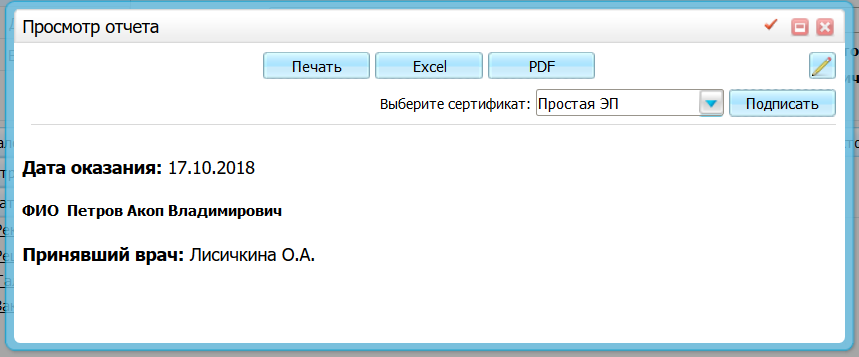 Просмотр отчета
Печать Excel PDF
Выберите сертификат: Простая ЭП Подписать
Дата оказания: 17.10.2018
ФИО Петров Акоп Владимирович
Принявший врач: Лисичкина О.А.